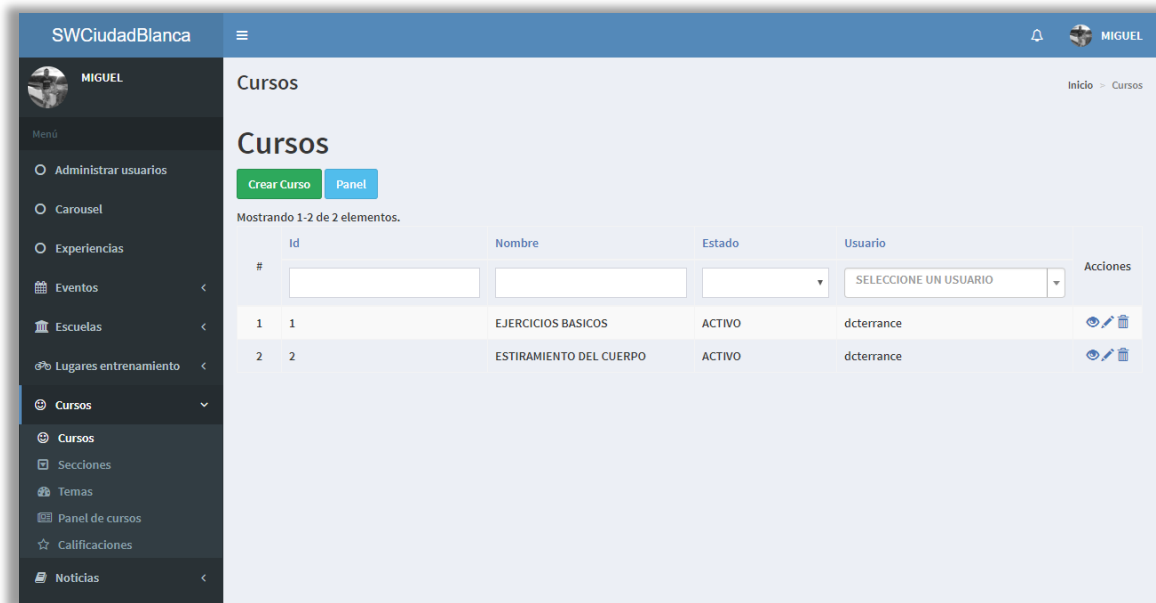 SWCiudadBlanca
MIGUEL
MIGUEL
Menú
Administrar usuarios
Carousel
Experiencias
Eventos
Escuelas
Lugares entrenamiento
Cursos
Cursos
Secciones
Temas
Panel de cursos
Calificaciones
Noticias
Cursos
Inicio > Cursos
Cursos
Crear Curso Panel
Mostrando 1-2 de 2 elementos.
# Id Nombre Estado Usuario Acciones
SELECCIONE UN USUARIO
1 1 EJERCICIOS BASICOS ACTIVO dcterrance
2 2 ESTIRAMIENTO DEL CUERPO ACTIVO dcterrance